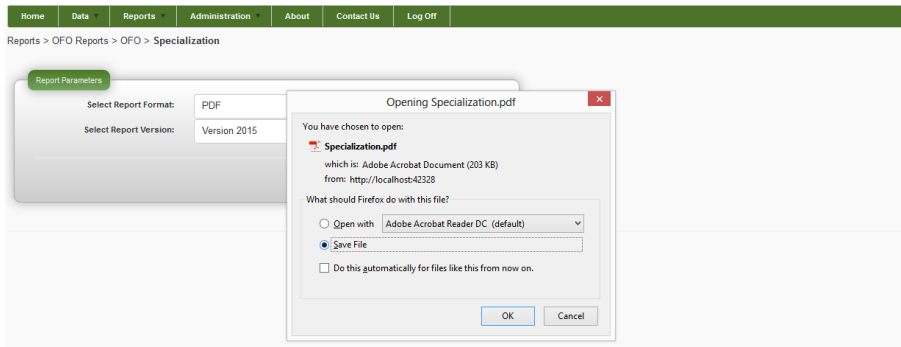 Home Data Reports Administration About Contact Us Log Off
Reports > OFO Reports > OFO > Specialization
Report Parameters
Select Report Format: PDF
Select Report Version: Version 2015
Opening Specialization.pdf
You have chosen to open:
Specialization.pdf
which is: Adobe Acrobat Document (203 KB)
from: http://localhost:42328
What should Firefox do with this file?
Open with Adobe Acrobat Reader DC (default)
Save File
Do this automatically for files like this from now on.
OK Cancel